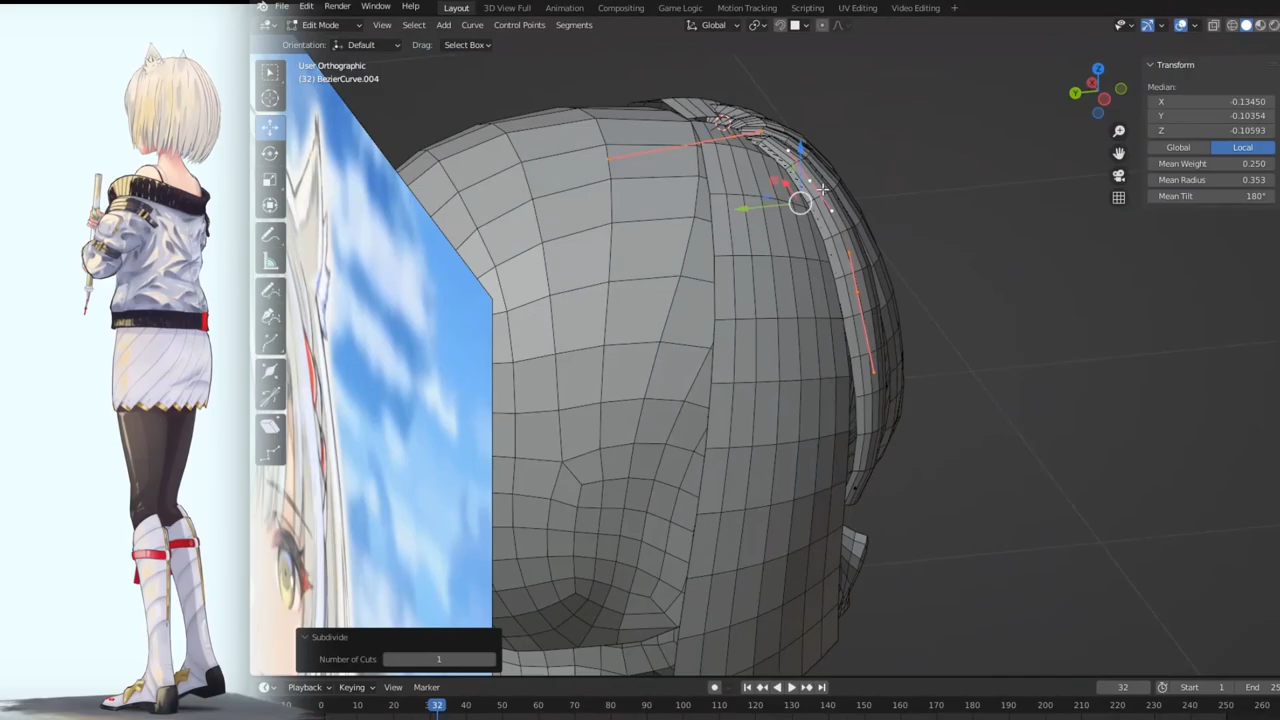 File Edit Render Window Help Layout 3D View Full Animation Compositing Game Logic Motion Tracking Scripting UV Editing Video Editing
Edit Mode View Select Add Curve Control Points Segments Global
Orientation: Default Drag: Select Box
User Orthographic
(32) BezierCurve.004
Z
X
Y
Transform
Median:
X -0.13450
Y -0.10354
Z -0.10593
Global Local
Mean Weight 0.250
Mean Radius 0.353
Mean Tilt 180°
Subdivide
Number of Cuts 1
Playback Keying View Marker 32 Start 1 End 25
10 0 32 40 50 60 70 80 90 100 110 120 130 140 150 160 170 180 190 200 210 220 230 240 250 260